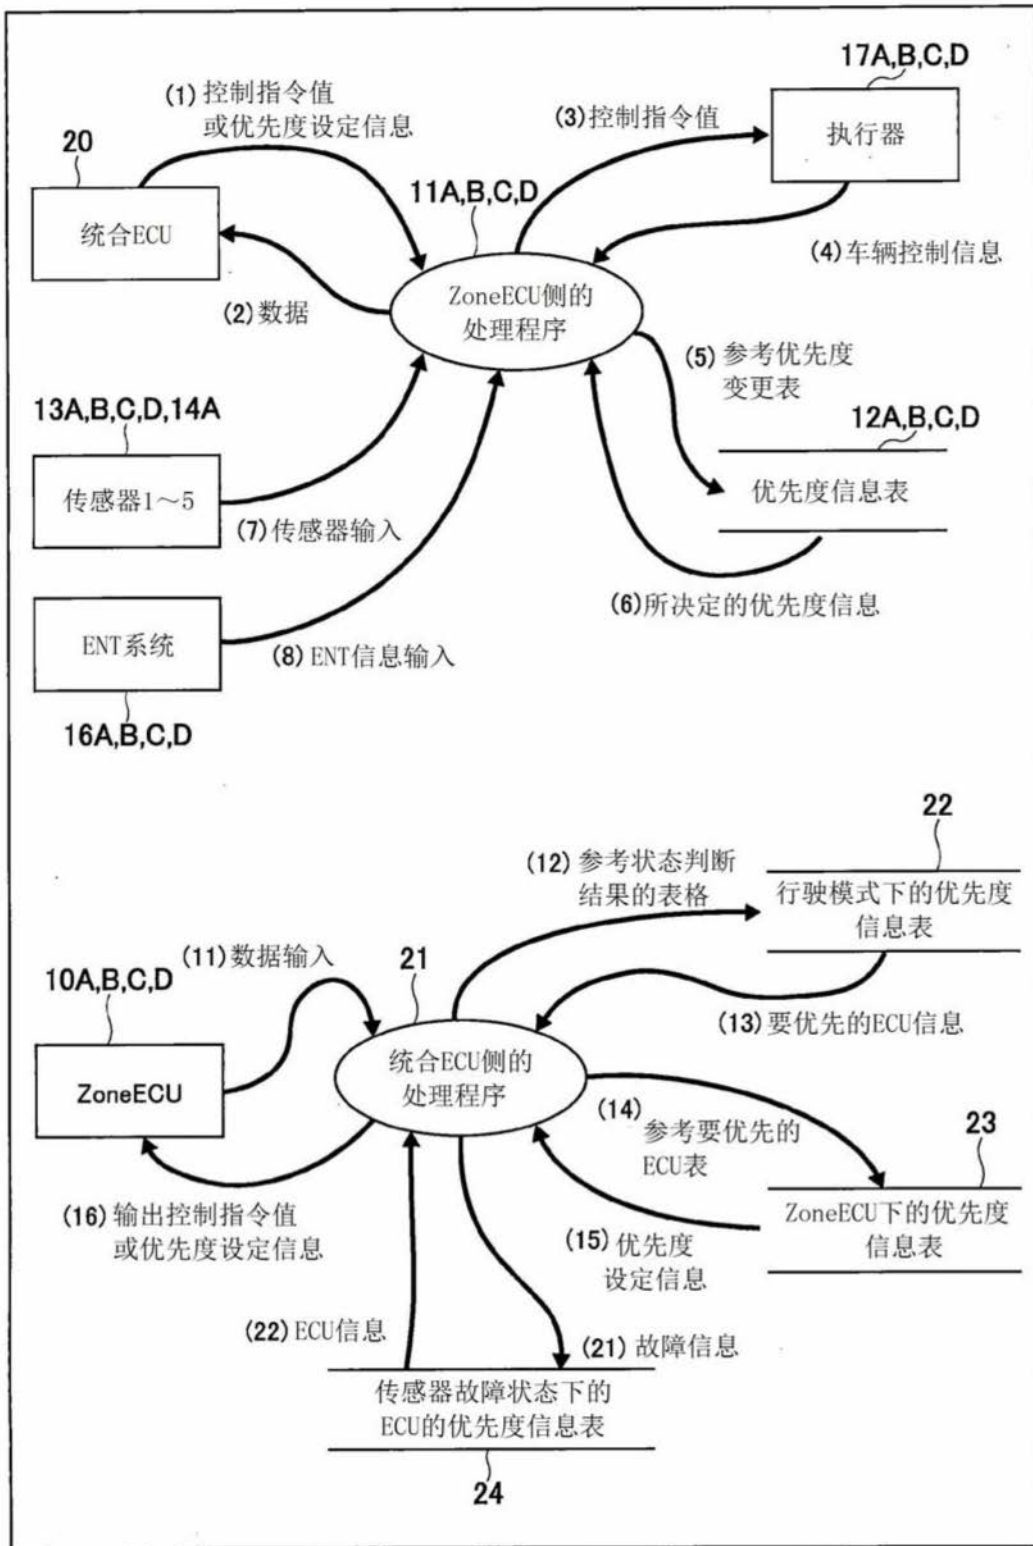 17A,B,C,D
(1) 控制指令值
或优先度设定信息
(3) 控制指令值
执行器
20
11A,B,C,D
统合ECU
(4) 车辆控制信息
(2) 数据
ZoneECU侧的
处理程序
(5) 参考优先度
变更表
13A,B,C,D,14A
12A,B,C,D
传感器1～5
优先度信息表
(7) 传感器输入
(6) 所决定的优先度信息
ENT系统
(8) ENT信息输入
16A,B,C,D
22
(12) 参考状态判断
结果的表格
行驶模式下的优先度
信息表
(11) 数据输入
21
10A,B,C,D
(13) 要优先的ECU信息
ZoneECU
统合ECU侧的
处理程序
(14)
参考要优先的
ECU表
23
(16) 输出控制指令值
或优先度设定信息
ZoneECU下的优先度
信息表
(15) 优先度
设定信息
(22) ECU信息
(21) 故障信息
传感器故障状态下的
ECU的优先度信息表
24